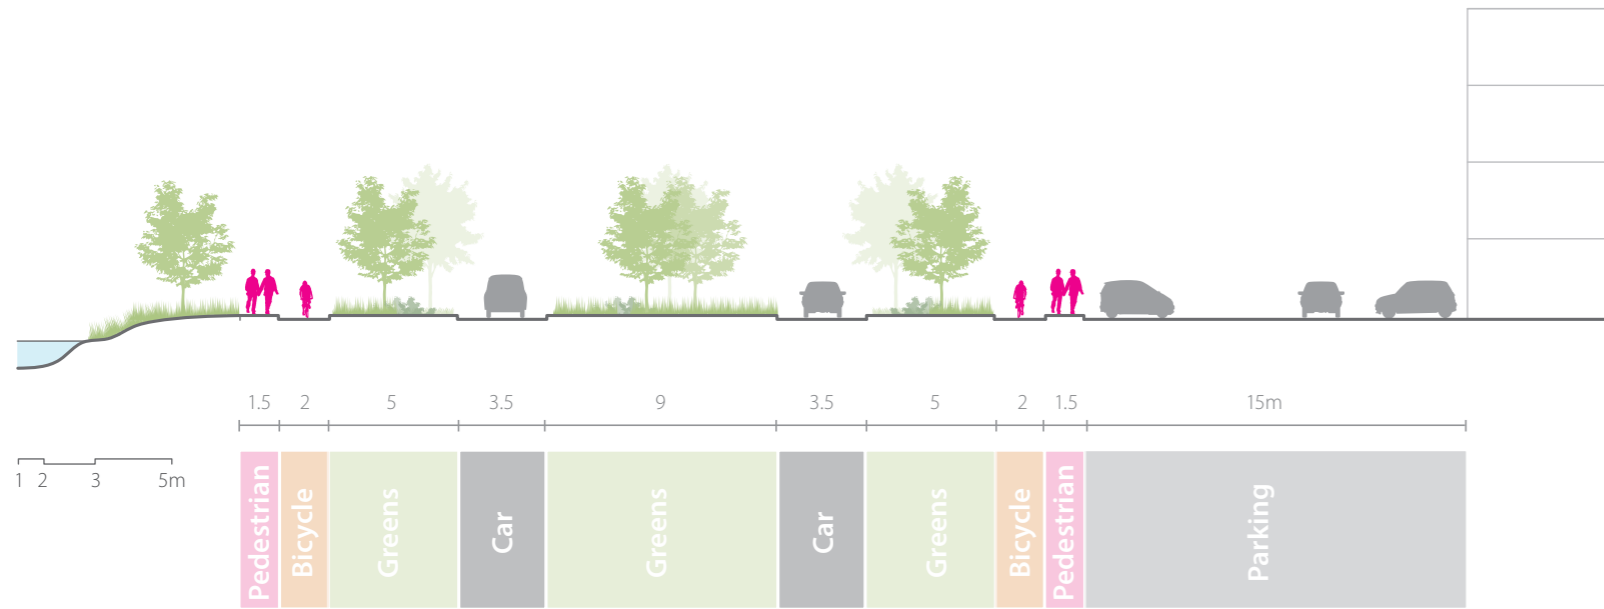 1.5 2 5 3.5 9 3.5 5 2 1.5 15m
1 2 3 5m
Pedestrian
Bicycle
Greens
Car
Greens
Car
Greens
Bicycle
Pedestrian
Parking